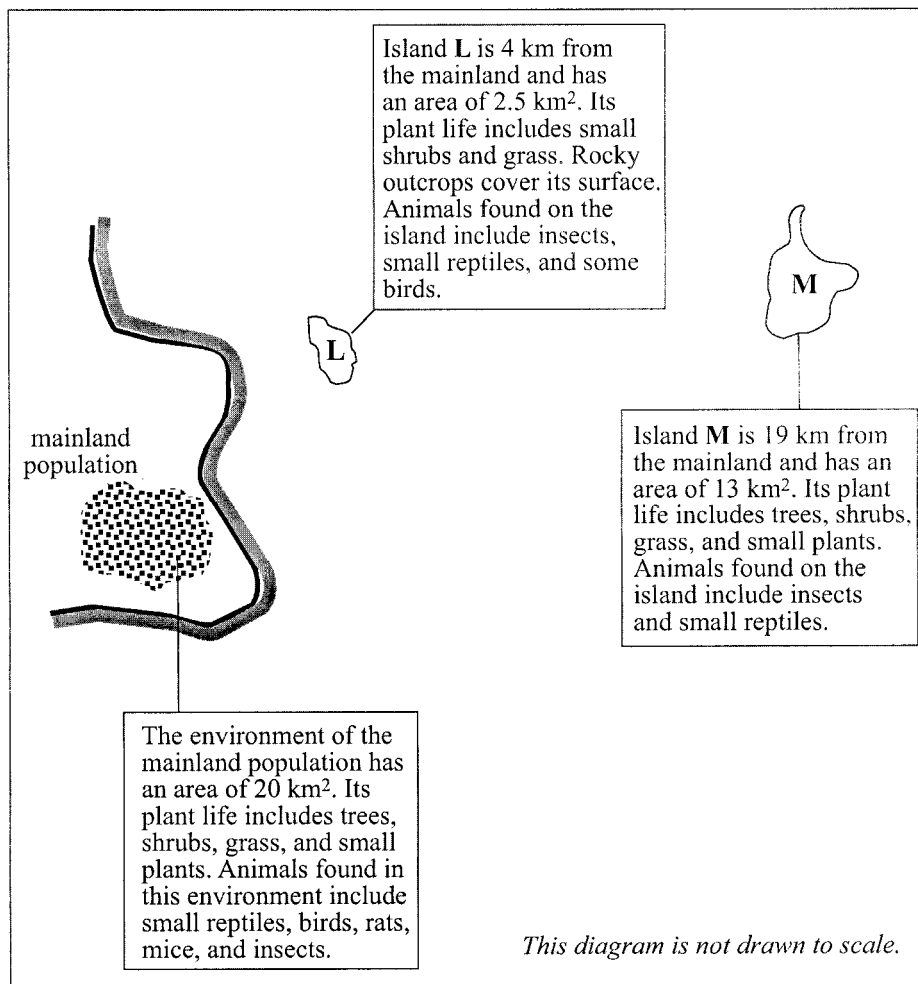 Island L is 4 km from
the mainland and has
an area of 2.5 km². Its
plant life includes small
shrubs and grass. Rocky
outcrops cover its surface.
Animals found on the
island include insects,
small reptiles, and some
birds.
M
L
mainland
population
Island M is 19 km from
the mainland and has an
area of 13 km². Its plant
life includes trees, shrubs,
grass, and small plants.
Animals found on the
island include insects
and small reptiles.
The environment of the
mainland population has
an area of 20 km². Its
plant life includes trees,
shrubs, grass, and small
plants. Animals found in
this environment include
small reptiles, birds, rats,
mice, and insects.
This diagram is not drawn to scale.